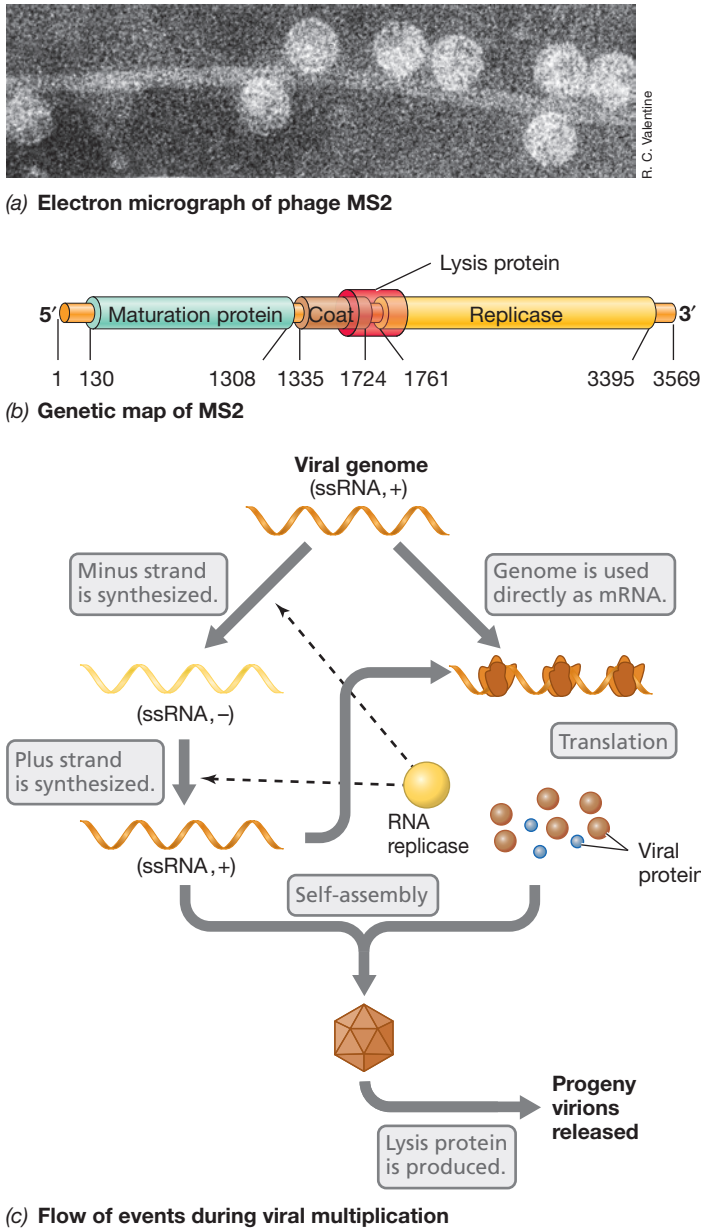 R. C. Valentine
(a) Electron micrograph of phage MS2
Lysis protein
5′ Maturation protein Coat Replicase 3′
1 130 1308 1335 1724 1761 3395 3569
(b) Genetic map of MS2
Viral genome
(ssRNA, +)
Minus strand
is synthesized.
Genome is used
directly as mRNA.
(ssRNA, –)
Plus strand
is synthesized.
Translation
RNA
replicase
(ssRNA, +)
Viral
protein
Self-assembly
Progeny
virions
released
Lysis protein
is produced.
(c) Flow of events during viral multiplication